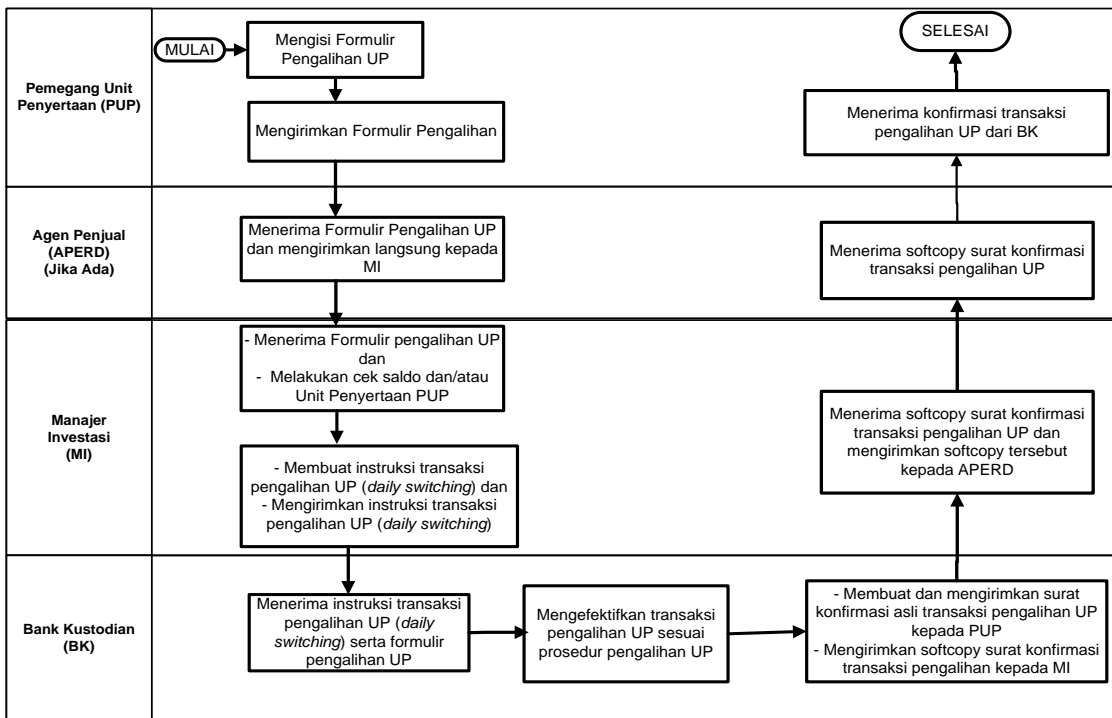 Pemegang Unit
Penyertaan (PUP)
MULAI
Mengisi Formulir
Pengalihan UP
Mengirimkan Formulir Pengalihan
SELESAI
Menerima konfirmasi transaksi
pengalihan UP dari BK
Agen Penjual
(APERD)
(Jika Ada)
Menerima Formulir Pengalihan UP
dan mengirimkan langsung kepada
MI
Menerima softcopy surat konfirmasi
transaksi pengalihan UP
Manajer
Investasi
(MI)
- Menerima Formulir pengalihan UP
dan
- Melakukan cek saldo dan/atau
Unit Penyertaan PUP
- Membuat instruksi transaksi
pengalihan UP (daily switching) dan
- Mengirimkan instruksi transaksi
pengalihan UP (daily switching)
Menerima softcopy surat konfirmasi
transaksi pengalihan UP dan
mengirimkan softcopy tersebut
kepada APERD
Bank Kustodian
(BK)
Menerima instruksi transaksi
pengalihan UP (daily
switching) serta formulir
pengalihan UP
Mengefektifkan transaksi
pengalihan UP sesuai
prosedur pengalihan UP
- Membuat dan mengirimkan surat
konfirmasi asli transaksi pengalihan UP
kepada PUP
- Mengirimkan softcopy surat konfirmasi
transaksi pengalihan kepada MI